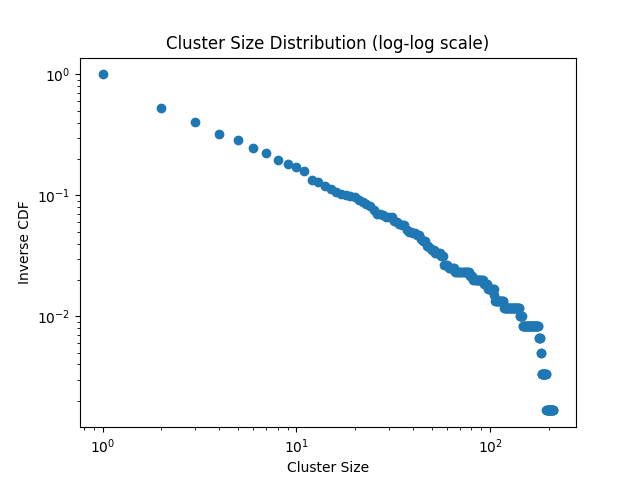 Cluster Size Distribution (log-log scale)
10⁰
10⁻¹
10⁻²
Inverse CDF
10⁰ 10¹ 10²
Cluster Size